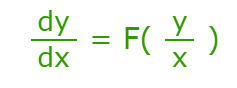 dy/dx = F( y/x )